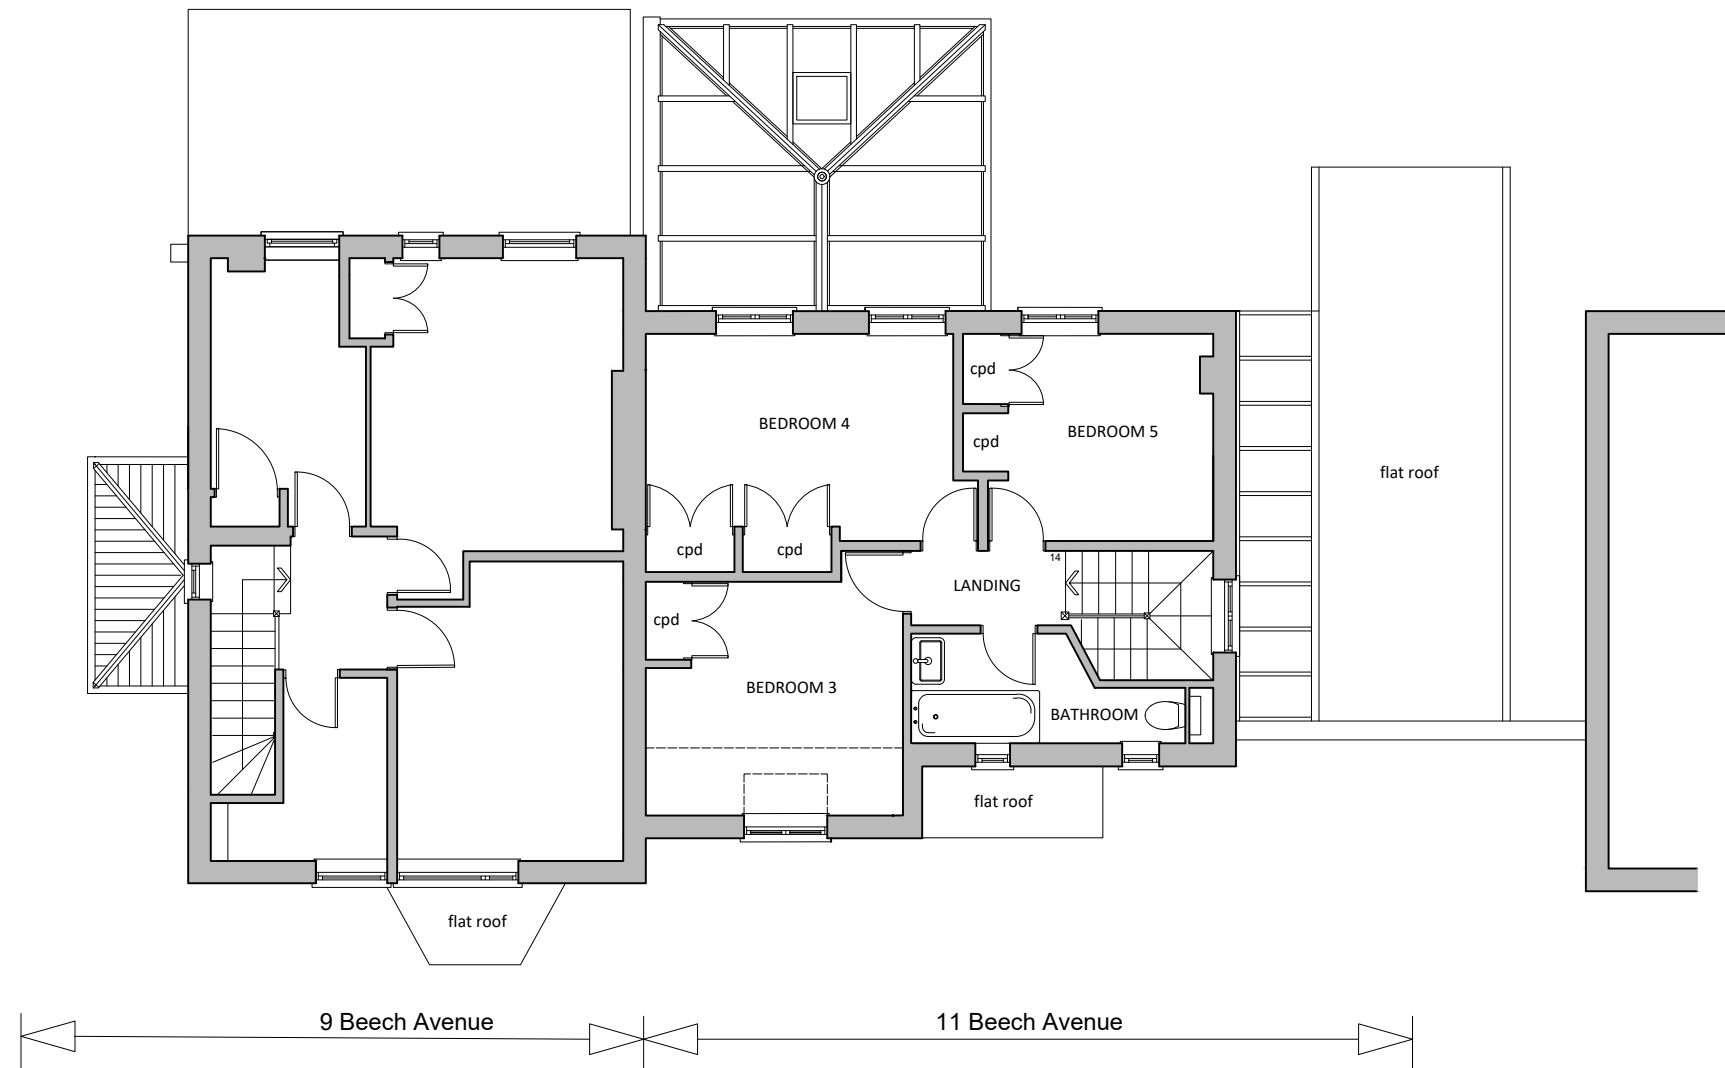 cpd
BEDROOM 4
BEDROOM 5
cpd
flat roof
cpd
cpd
14
LANDING
cpd
BEDROOM 3
BATHROOM
flat roof
flat roof
9 Beech Avenue
11 Beech Avenue